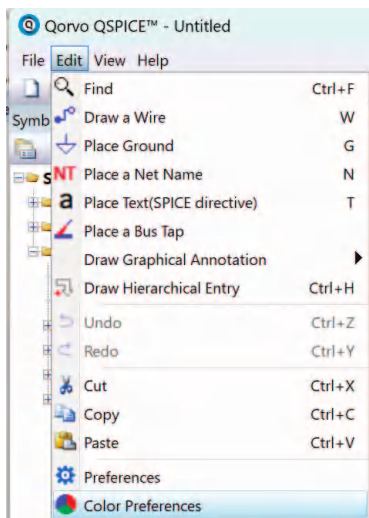 Qorvo QSPICE™ - Untitled
File Edit View Help
Find Ctrl+F
Symb
Draw a Wire W
Place Ground G
NT Place a Net Name N
a Place Text(SPICE directive) T
Place a Bus Tap
Draw Graphical Annotation
Draw Hierarchical Entry Ctrl+H
Undo Ctrl+Z
Redo Ctrl+Y
Cut Ctrl+X
Copy Ctrl+C
Paste Ctrl+V
Preferences
Color Preferences